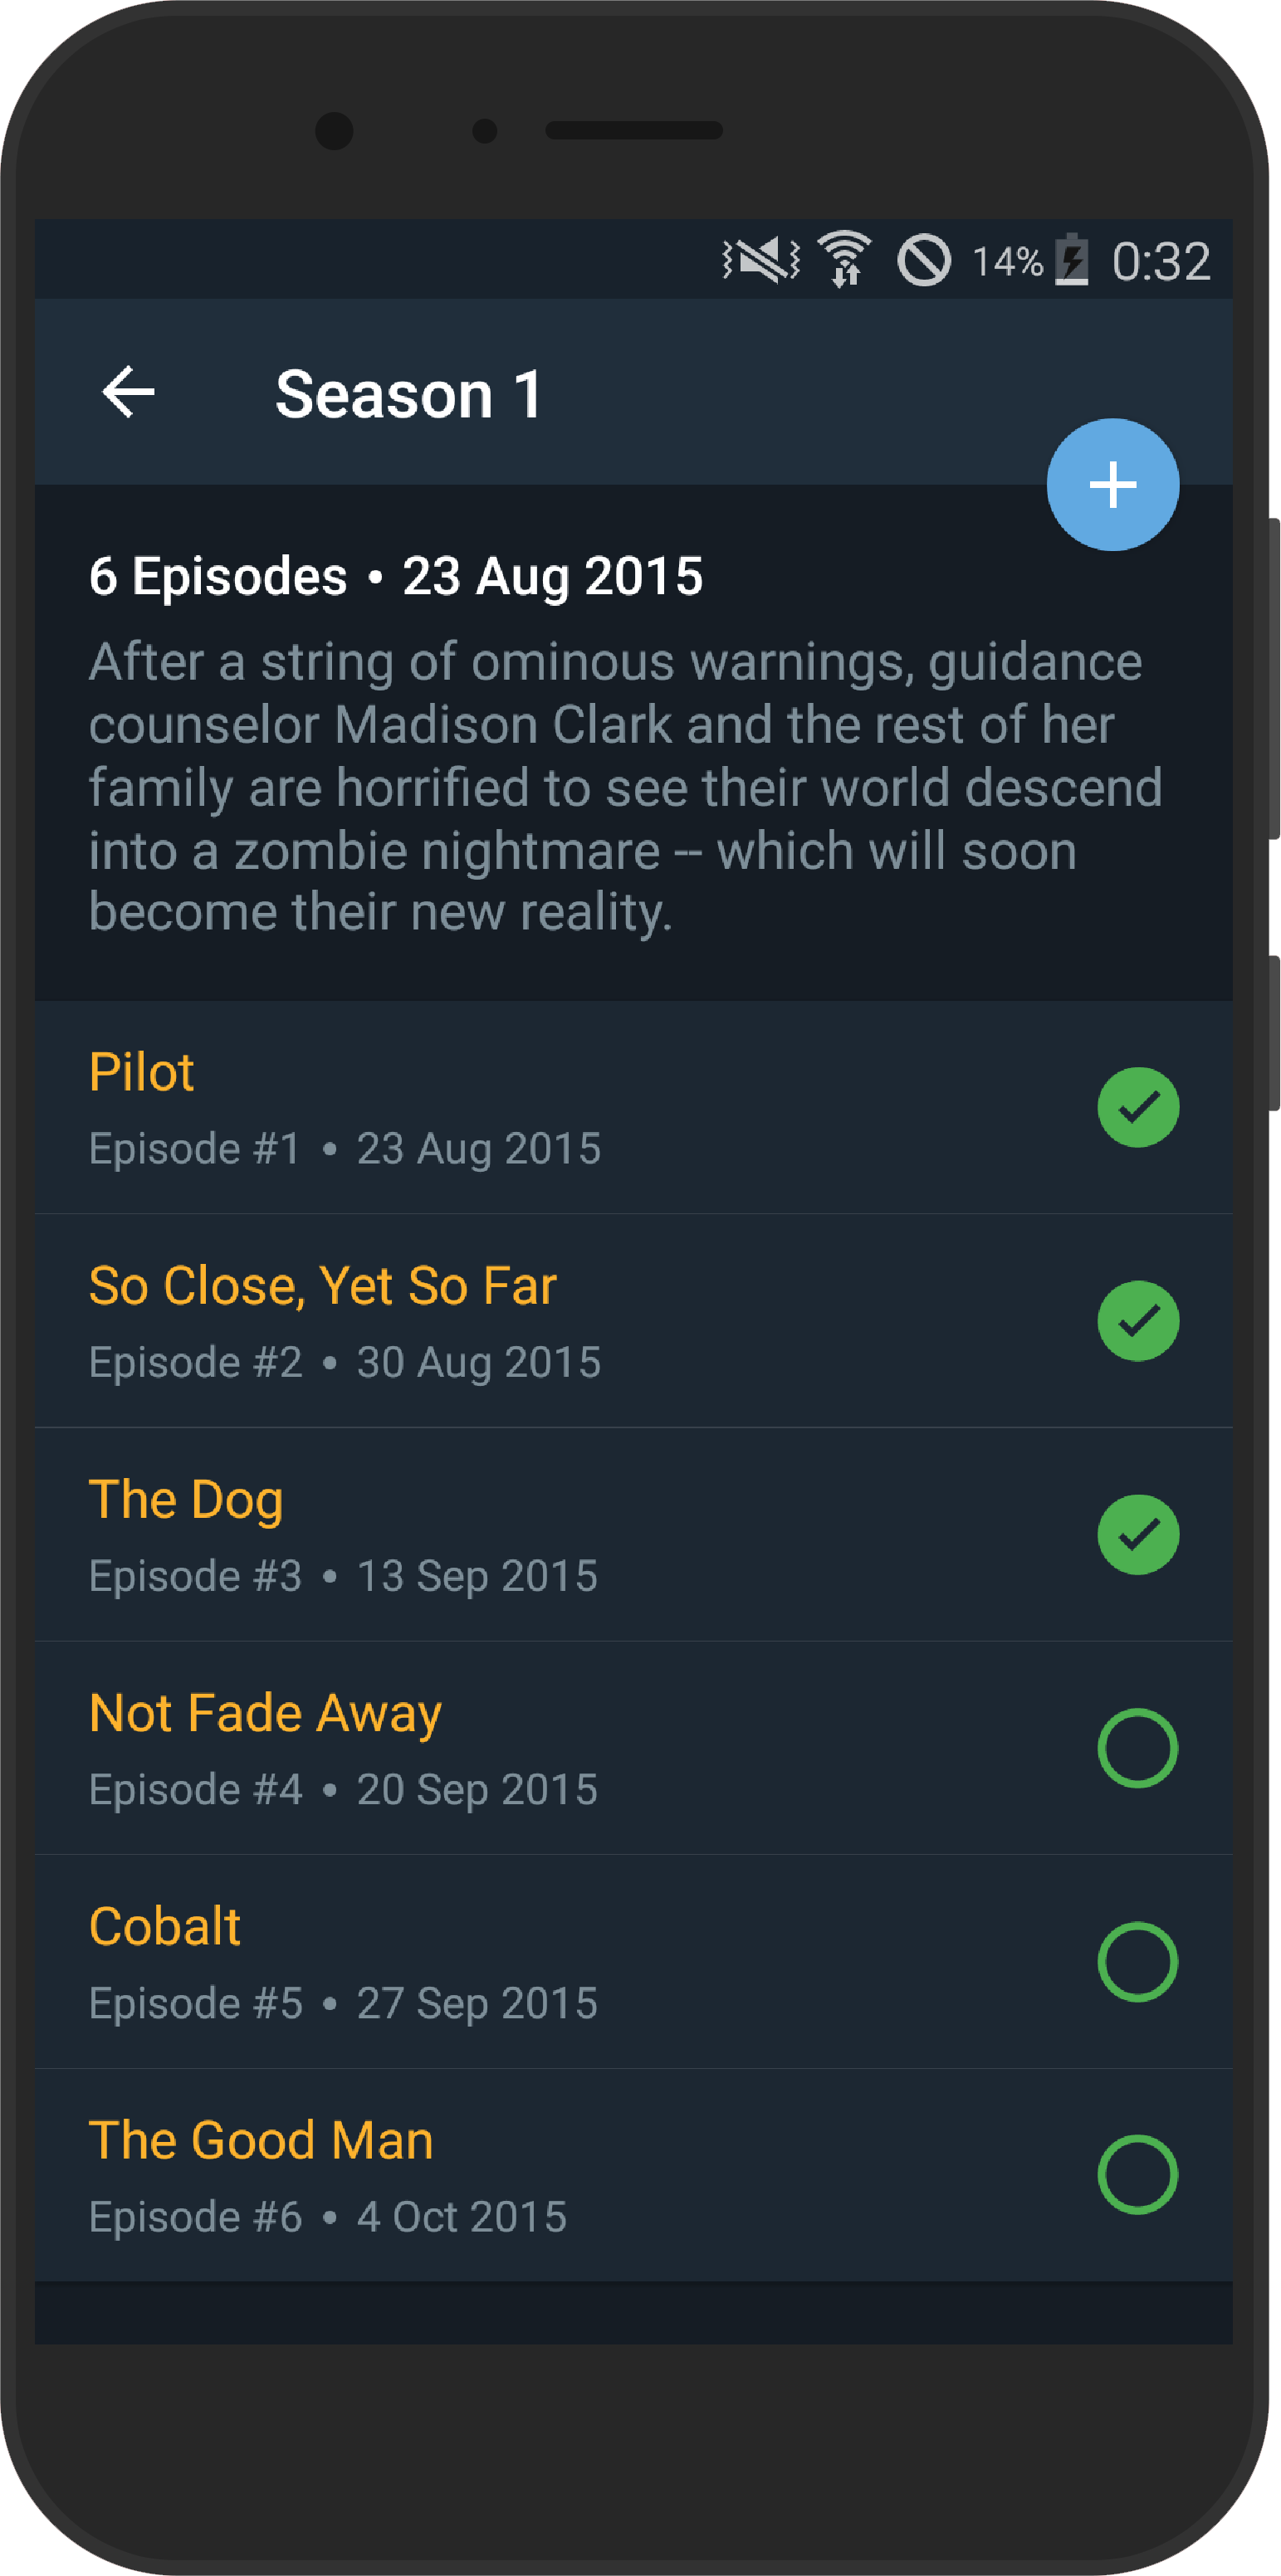 14% 0:32
Season 1
6 Episodes • 23 Aug 2015
After a string of ominous warnings, guidance
counselor Madison Clark and the rest of her
family are horrified to see their world descend
into a zombie nightmare -- which will soon
become their new reality.
Pilot
Episode #1 • 23 Aug 2015
So Close, Yet So Far
Episode #2 • 30 Aug 2015
The Dog
Episode #3 • 13 Sep 2015
Not Fade Away
Episode #4 • 20 Sep 2015
Cobalt
Episode #5 • 27 Sep 2015
The Good Man
Episode #6 • 4 Oct 2015